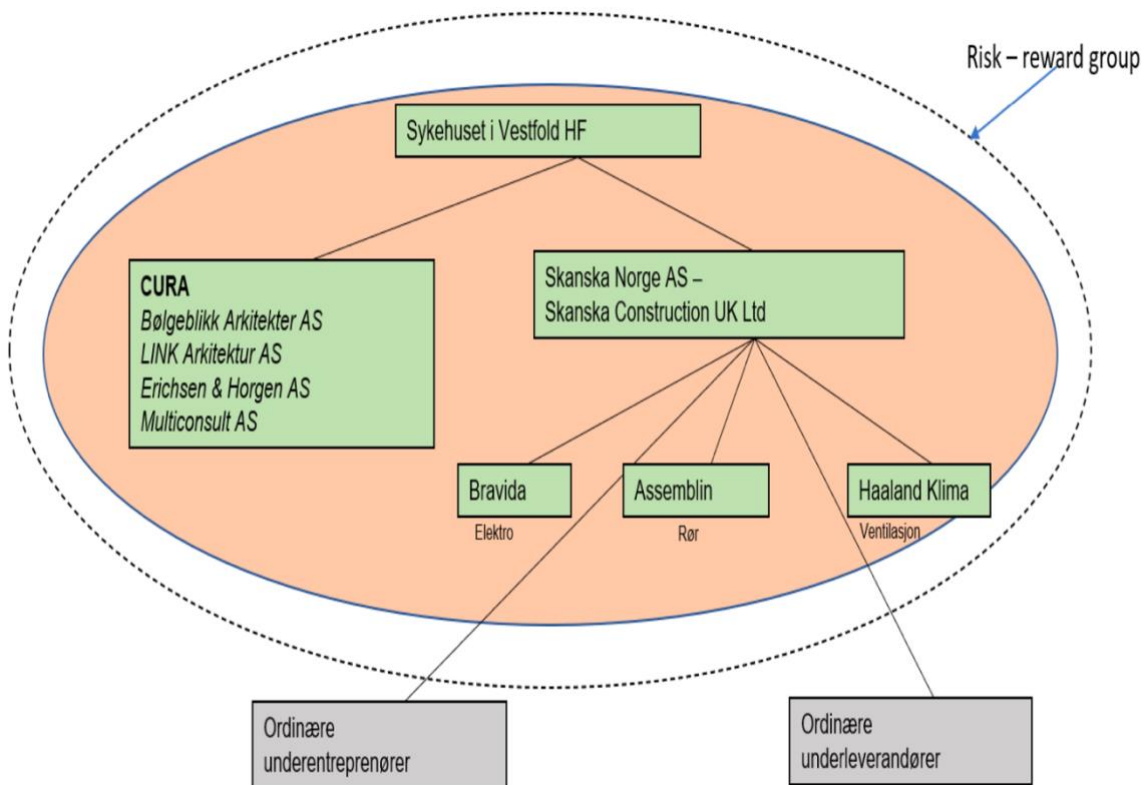 Risk – reward group
Sykehuset i Vestfold HF
CURA
Bølgeblikk Arkitekter AS
LINK Arkitektur AS
Erichsen & Horgen AS
Multiconsult AS
Skanska Norge AS –
Skanska Construction UK Ltd
Bravida
Elektro
Assemblin
Rør
Haaland Klima
Ventilasjon
Ordinære
underentreprenører
Ordinære
underleverandører